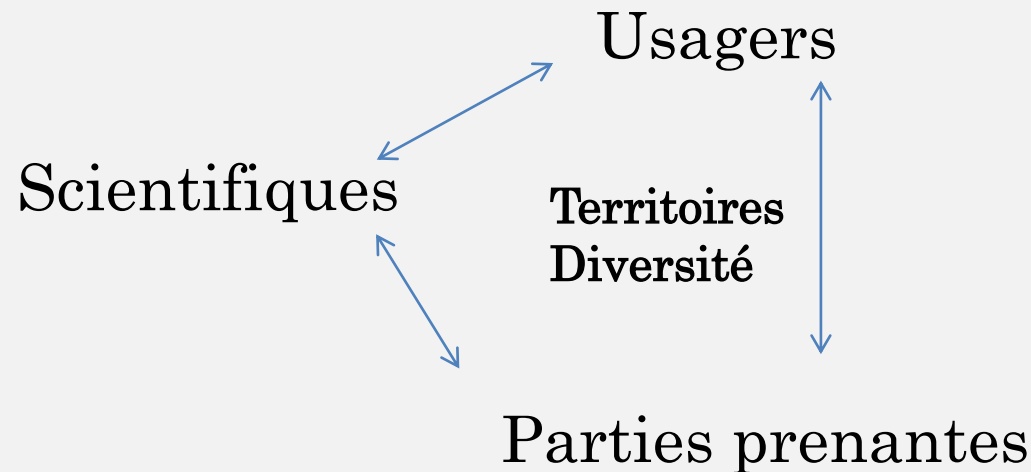 Usagers
Scientifiques
Territoires
Diversité
Parties prenantes